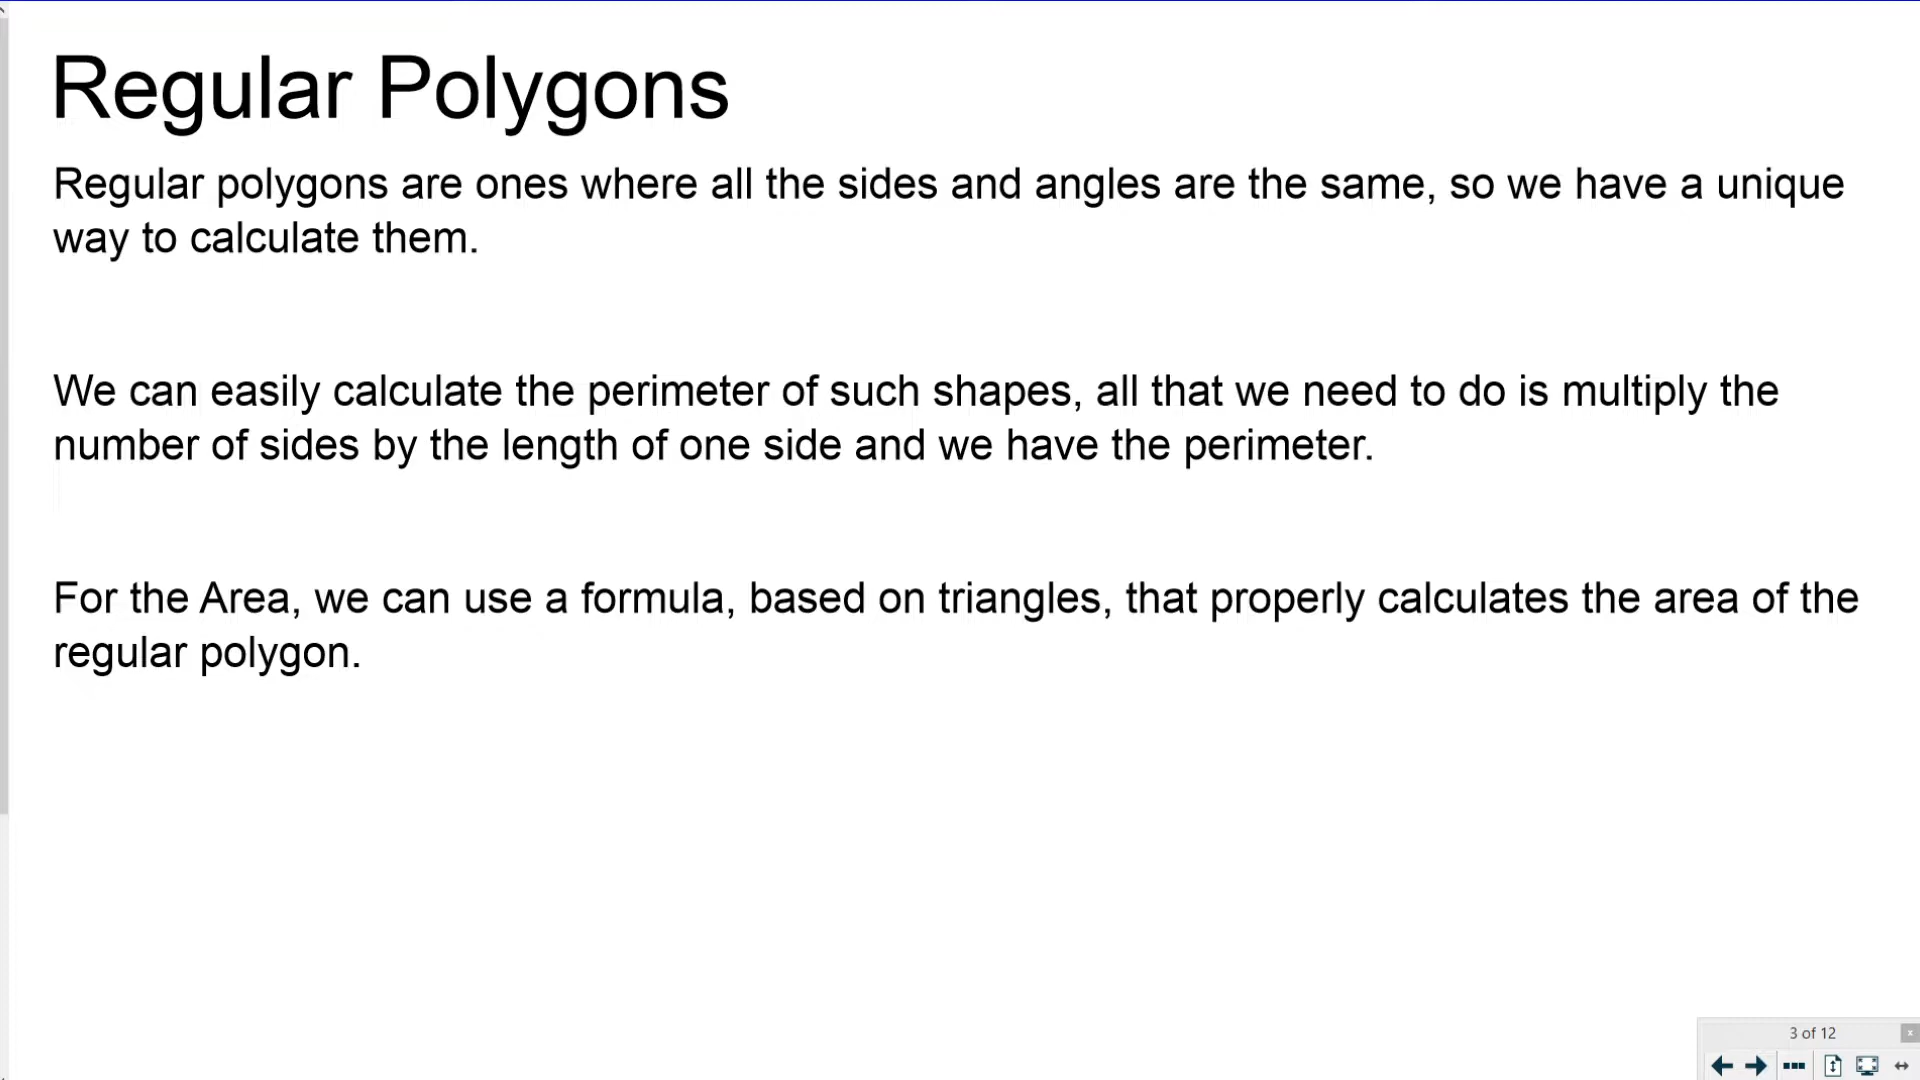 Regular Polygons
Regular polygons are ones where all the sides and angles are the same, so we have a unique
way to calculate them.
We can easily calculate the perimeter of such shapes, all that we need to do is multiply the
number of sides by the length of one side and we have the perimeter.
For the Area, we can use a formula, based on triangles, that properly calculates the area of the
regular polygon.
3 of 12